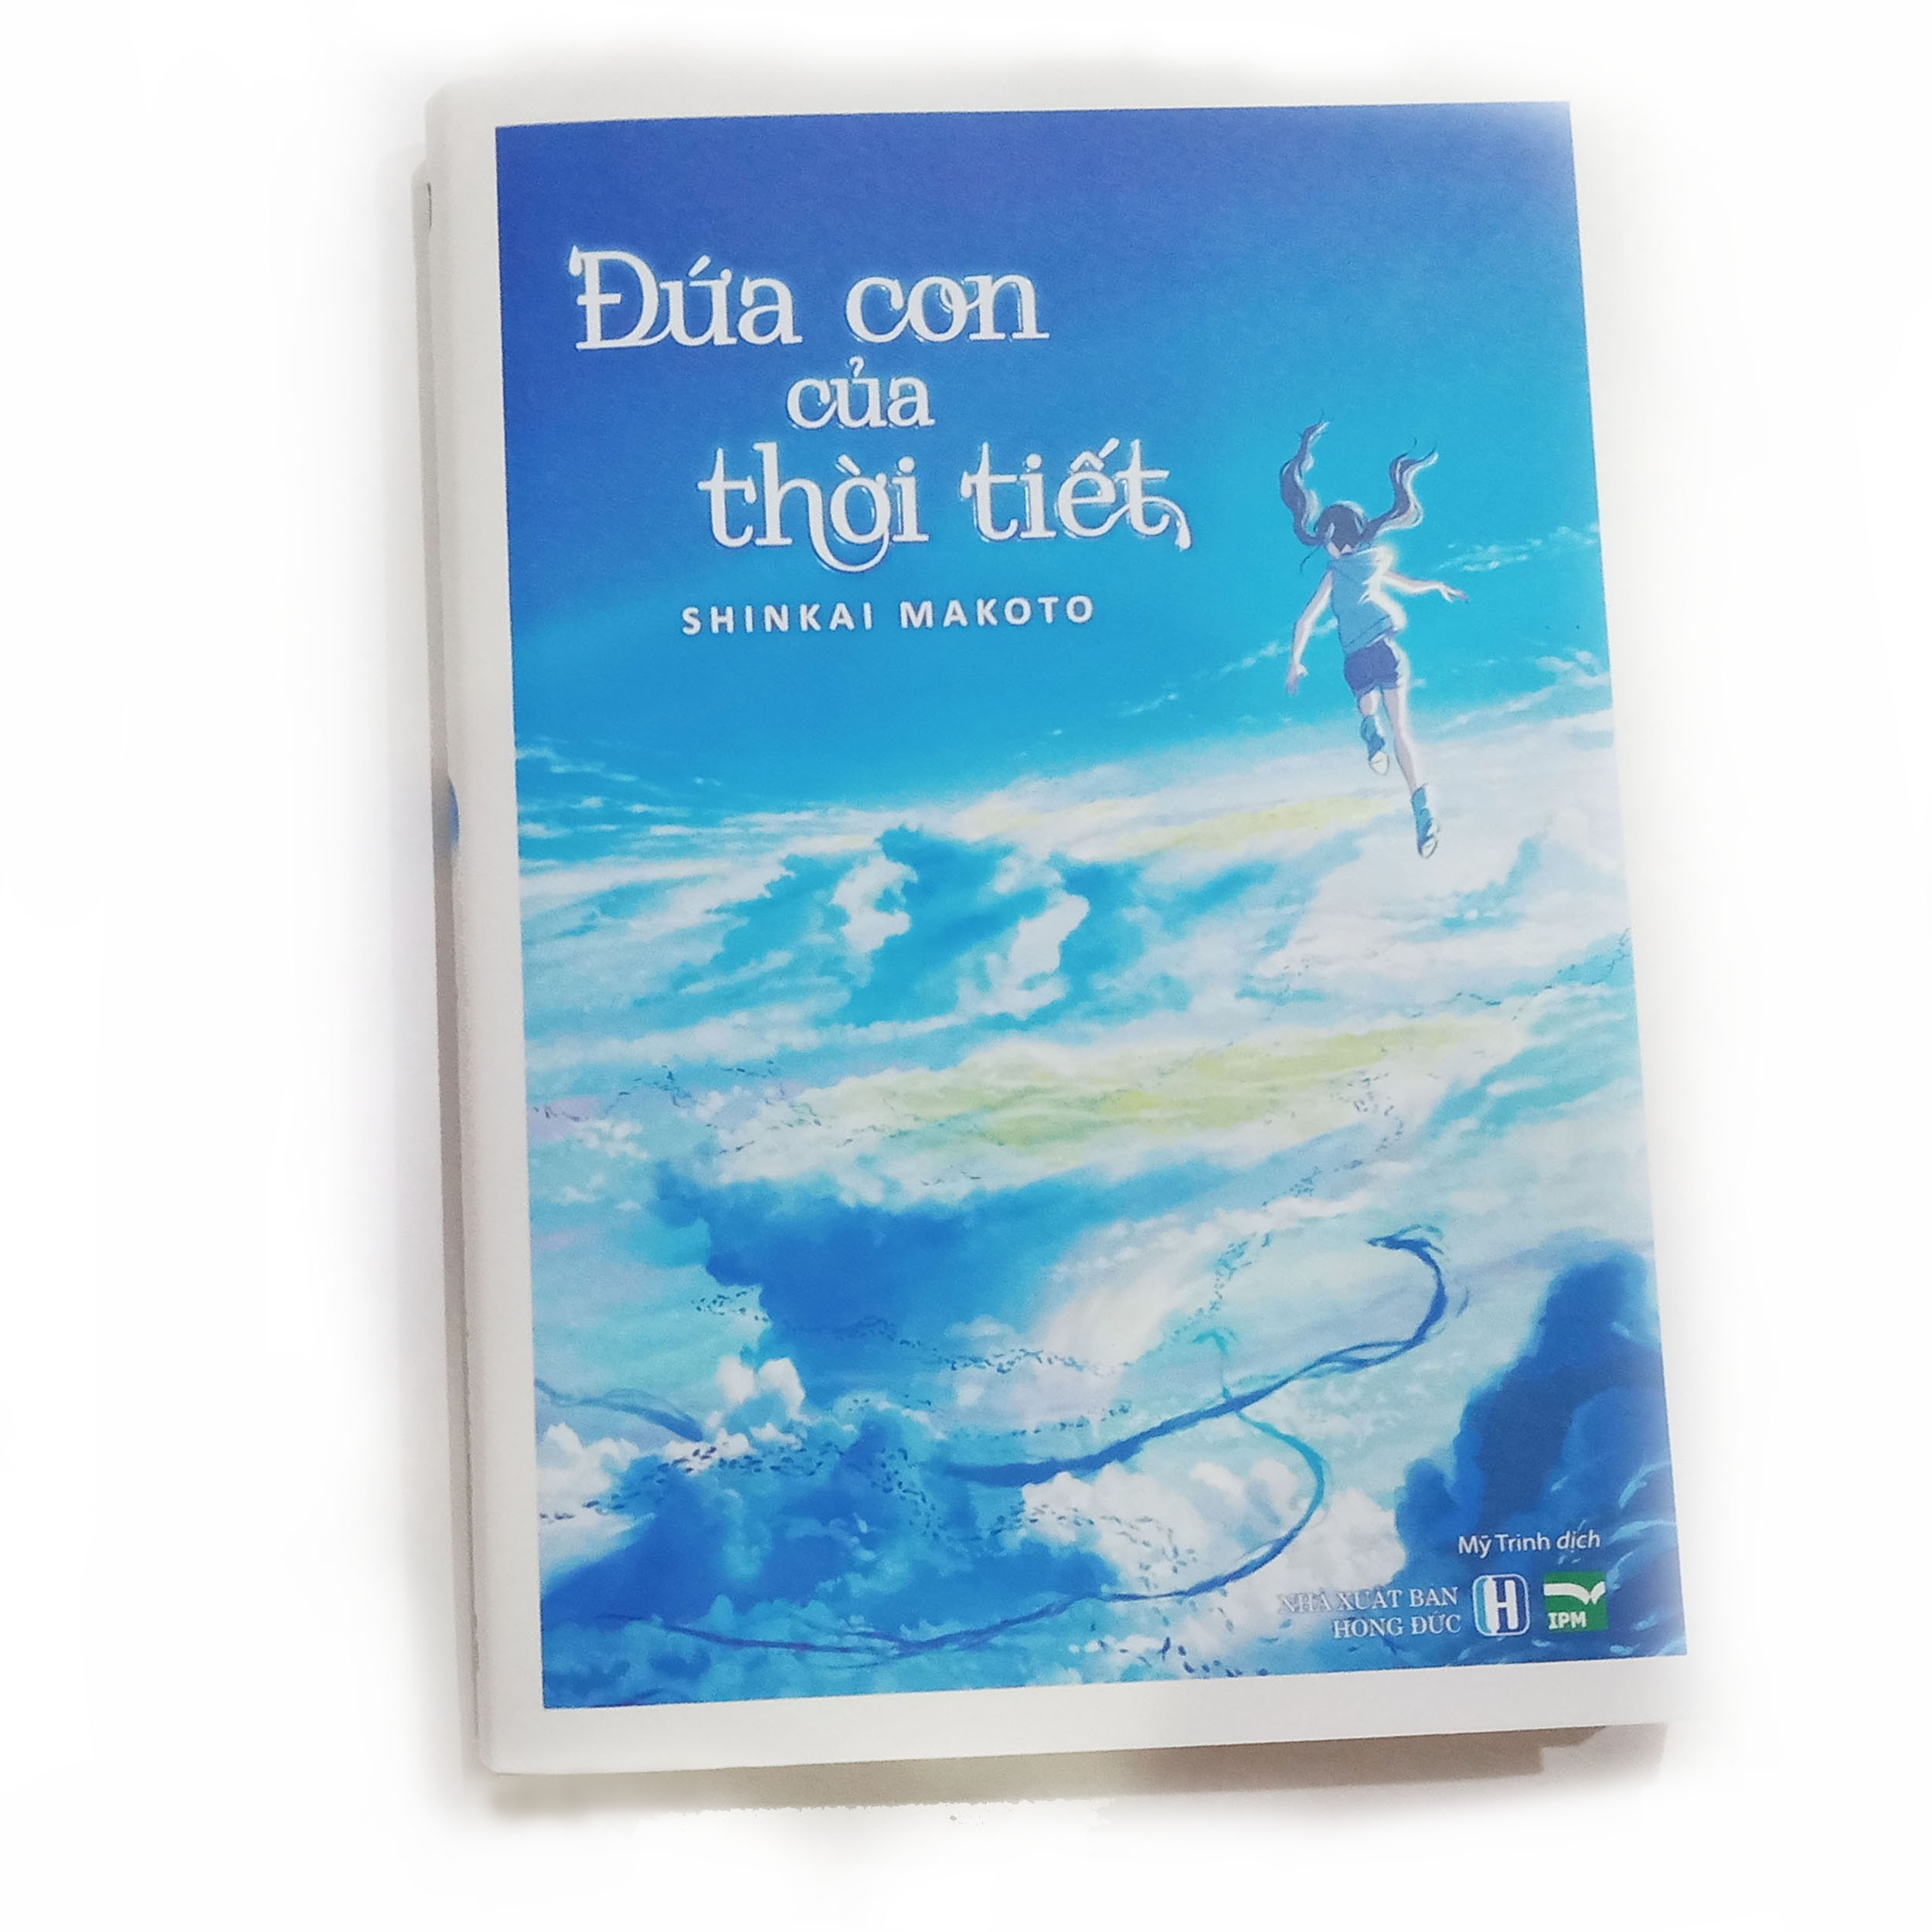 Đứa con
của
thời tiết
SHINKAI MAKOTO
Mỹ Trinh dịch
NHÀ XUẤT BẢN
HỒNG ĐỨC
H
IPM